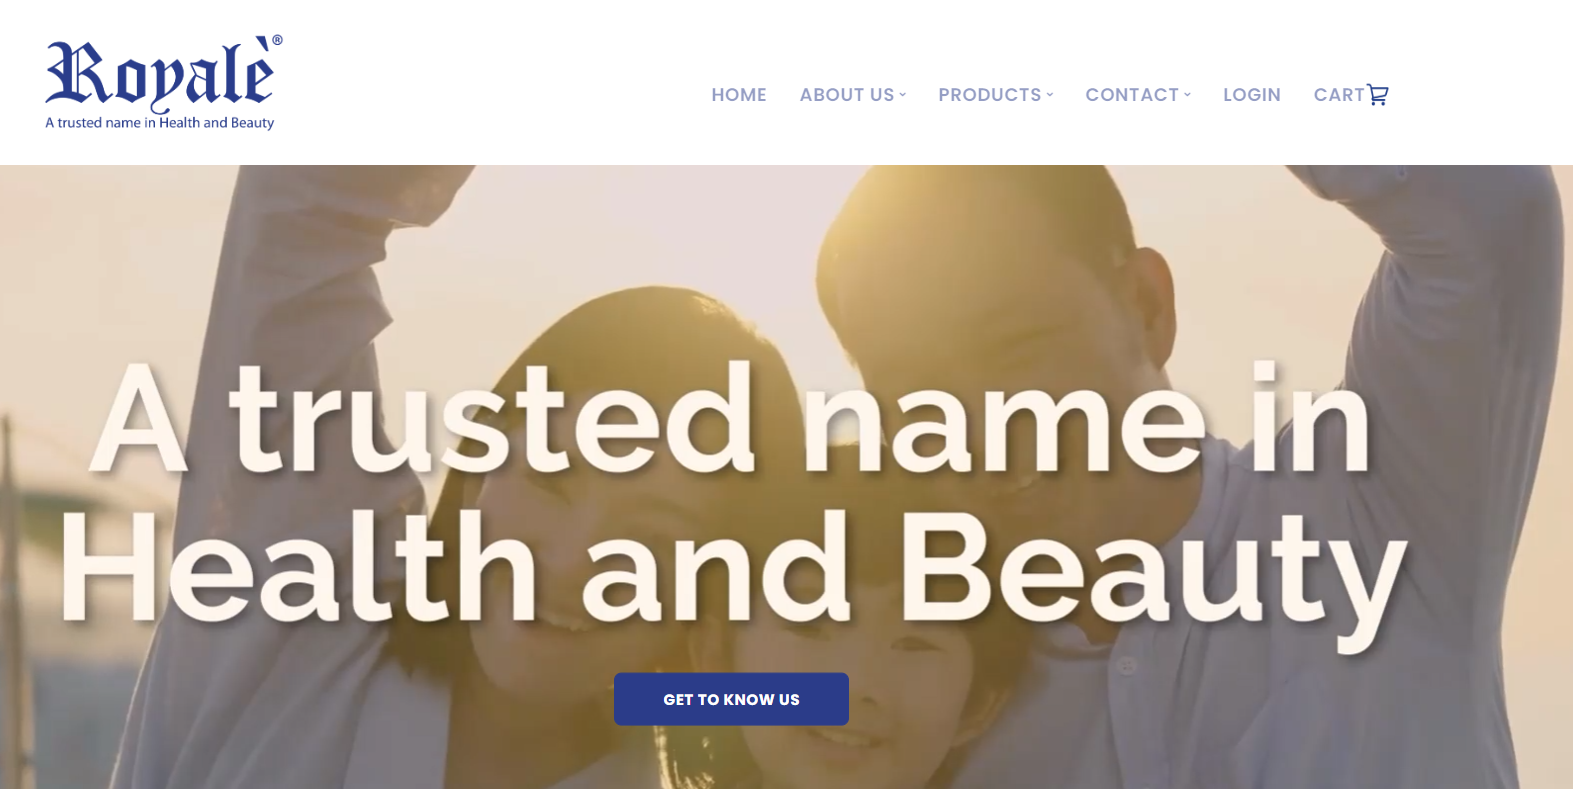 Royalè®
A trusted name in Health and Beauty
HOME ABOUT US PRODUCTS CONTACT LOGIN CART
A trusted name in
Health and Beauty
GET TO KNOW US